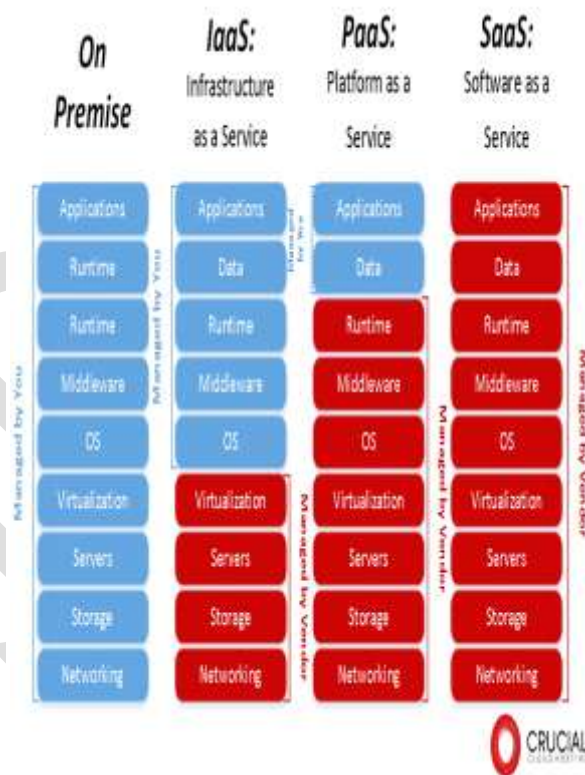 On
Premise
Applications
Runtime
Runtime
Middleware
OS
Virtualization
Servers
Storage
Networking
Managed by You
IaaS:
Infrastructure
as a Service
Applications
Data
Runtime
Middleware
OS
Virtualization
Servers
Storage
Networking
Managed by You
Managed by Vendor
PaaS:
Platform as a
Service
Applications
Data
Runtime
Middleware
OS
Virtualization
Servers
Storage
Networking
Managed
by You
Managed by Vendor
SaaS:
Software as a
Service
Applications
Data
Runtime
Middleware
OS
Virtualization
Servers
Storage
Networking
Managed by Vendor
CRUCIAL